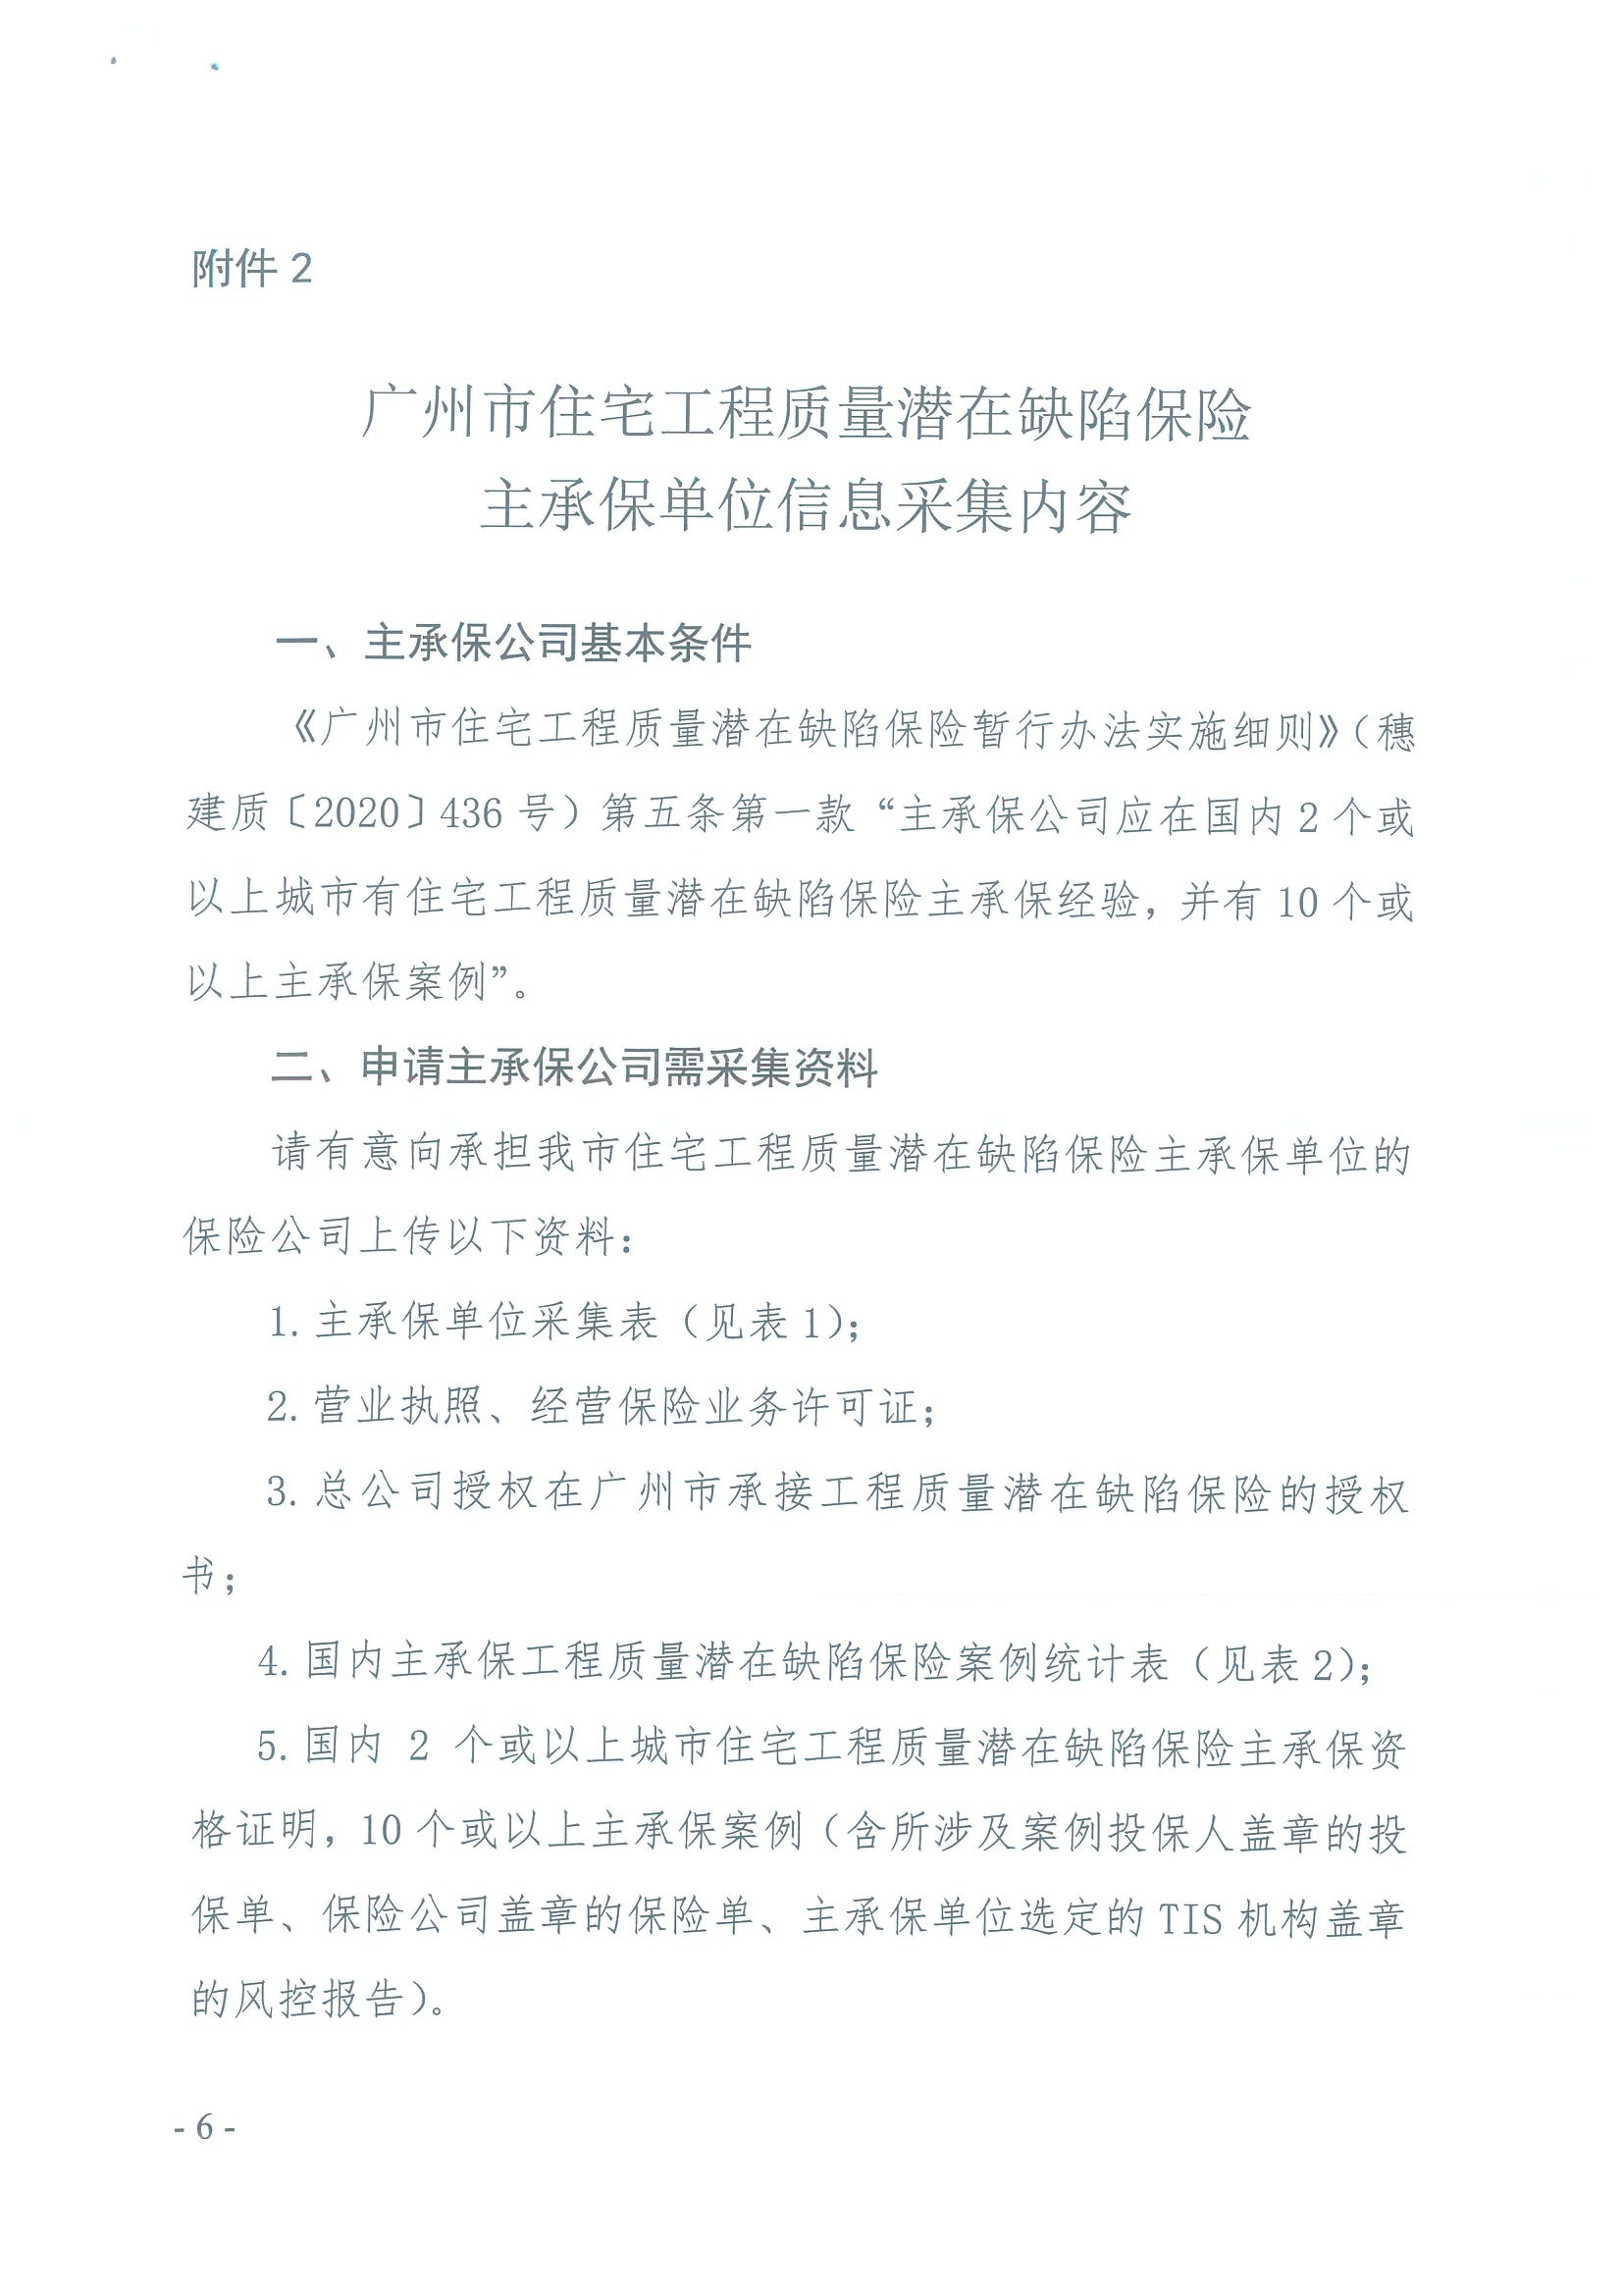 附件 2
广州市住宅工程质量潜在缺陷保险
主承保单位信息采集内容
一、主承保公司基本条件
《广州市住宅工程质量潜在缺陷保险暂行办法实施细则》（穗
建质〔2020〕436 号）第五条第一款“主承保公司应在国内 2 个或
以上城市有住宅工程质量潜在缺陷保险主承保经验，并有 10 个或
以上主承保案例”。
二、申请主承保公司需采集资料
请有意向承担我市住宅工程质量潜在缺陷保险主承保单位的
保险公司上传以下资料：
1. 主承保单位采集表（见表 1）；
2. 营业执照、经营保险业务许可证；
3. 总公司授权在广州市承接工程质量潜在缺陷保险的授权
书；
4. 国内主承保工程质量潜在缺陷保险案例统计表（见表 2）；
5. 国内 2 个或以上城市住宅工程质量潜在缺陷保险主承保资
格证明，10 个或以上主承保案例（含所涉及案例投保人盖章的投
保单、保险公司盖章的保险单、主承保单位选定的 TIS 机构盖章
的风控报告）。
- 6 -